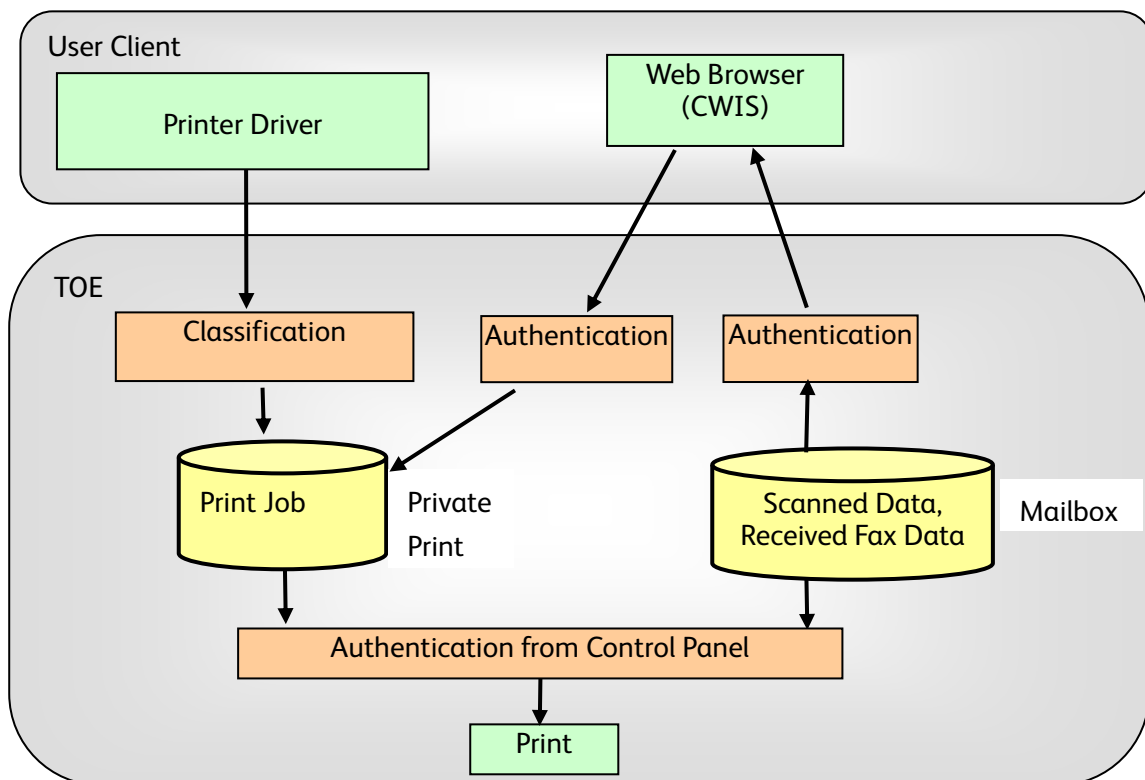 User Client
Printer Driver
Web Browser
(CWIS)
TOE
Classification
Authentication
Authentication
Print Job
Private
Print
Scanned Data,
Received Fax Data
Mailbox
Authentication from Control Panel
Print